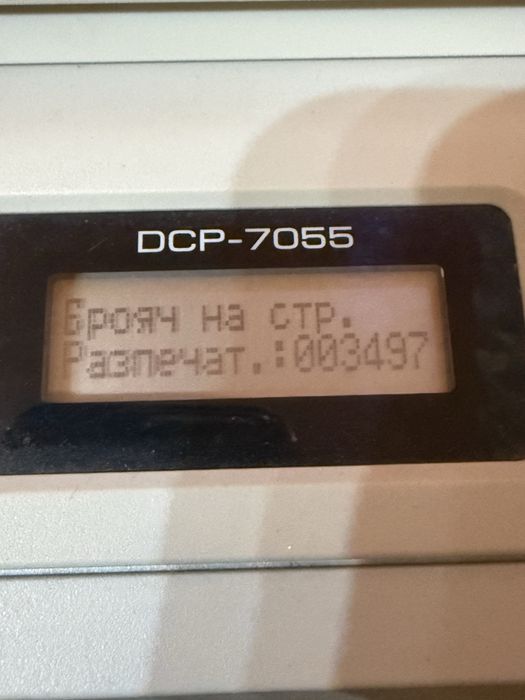 DCP-7055
Брояч на стр.
Разпечат.:003497